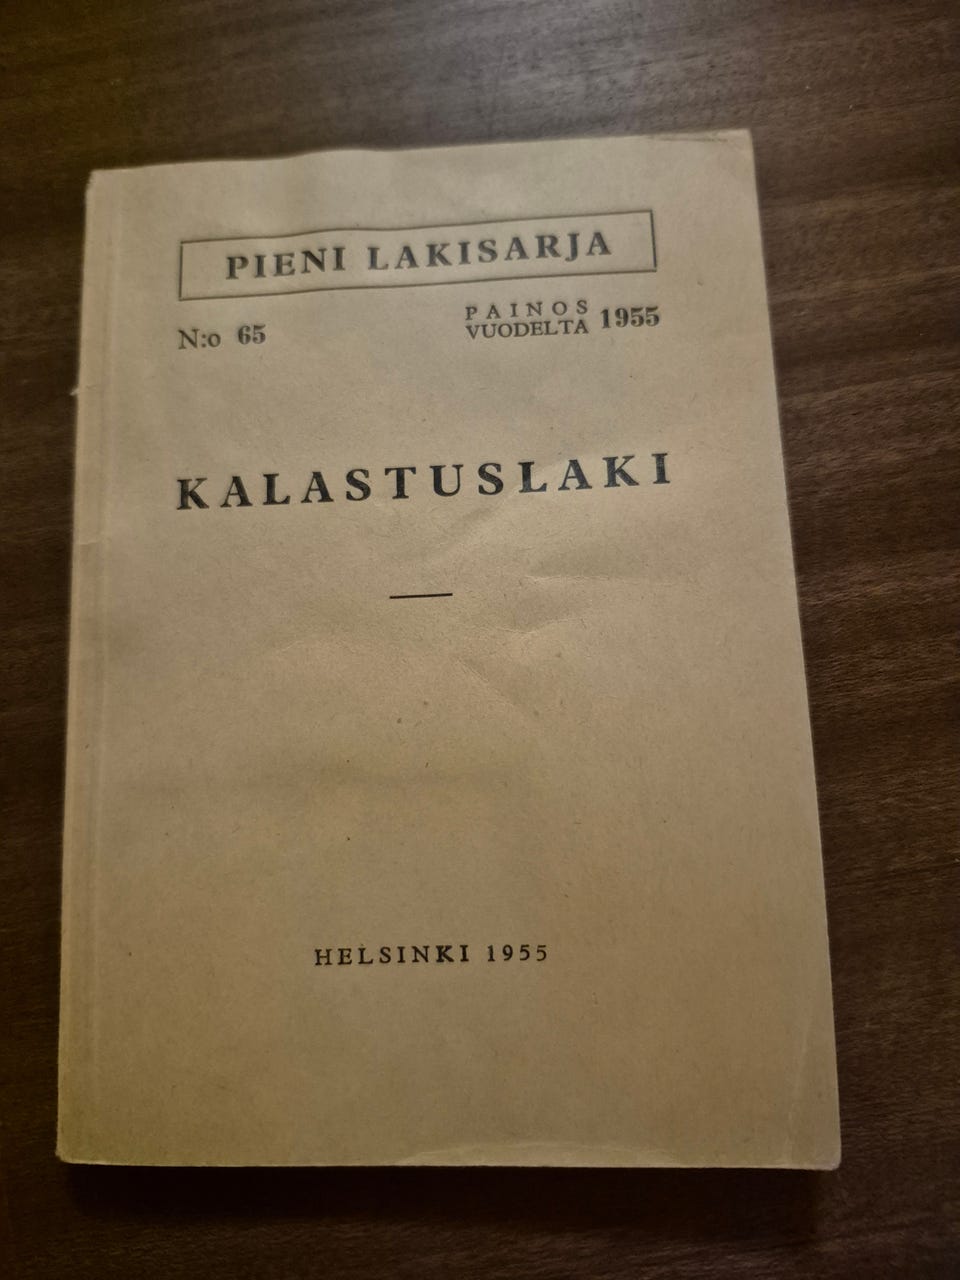 PIENI LAKISARJA
N:o 65
PAINOS
VUODELTA 1955
KALASTUSLAKI
HELSINKI 1955